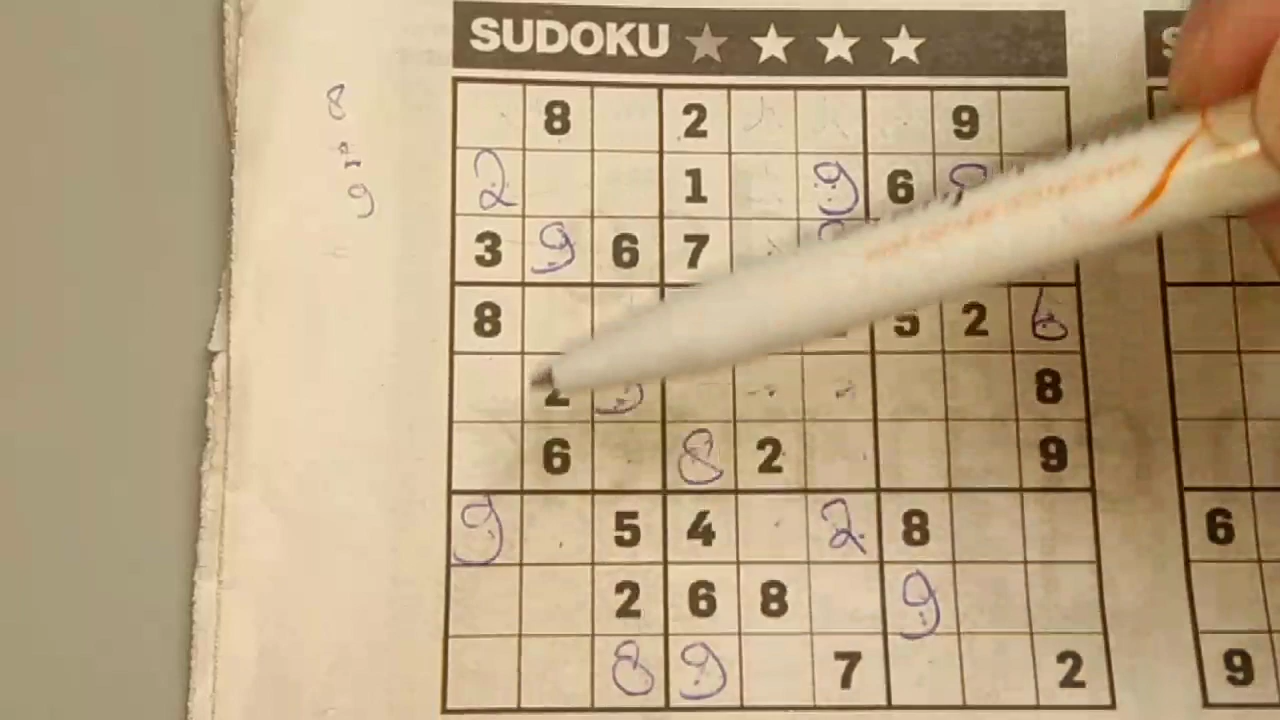 SUDOKU
8 2 9
2 1 9 6
3 9 6 7
8 5 2 6
2 9 8
6 8 2 9
9 5 4 2 8
2 6 8 9
8 9 7 2
8
9
6
9